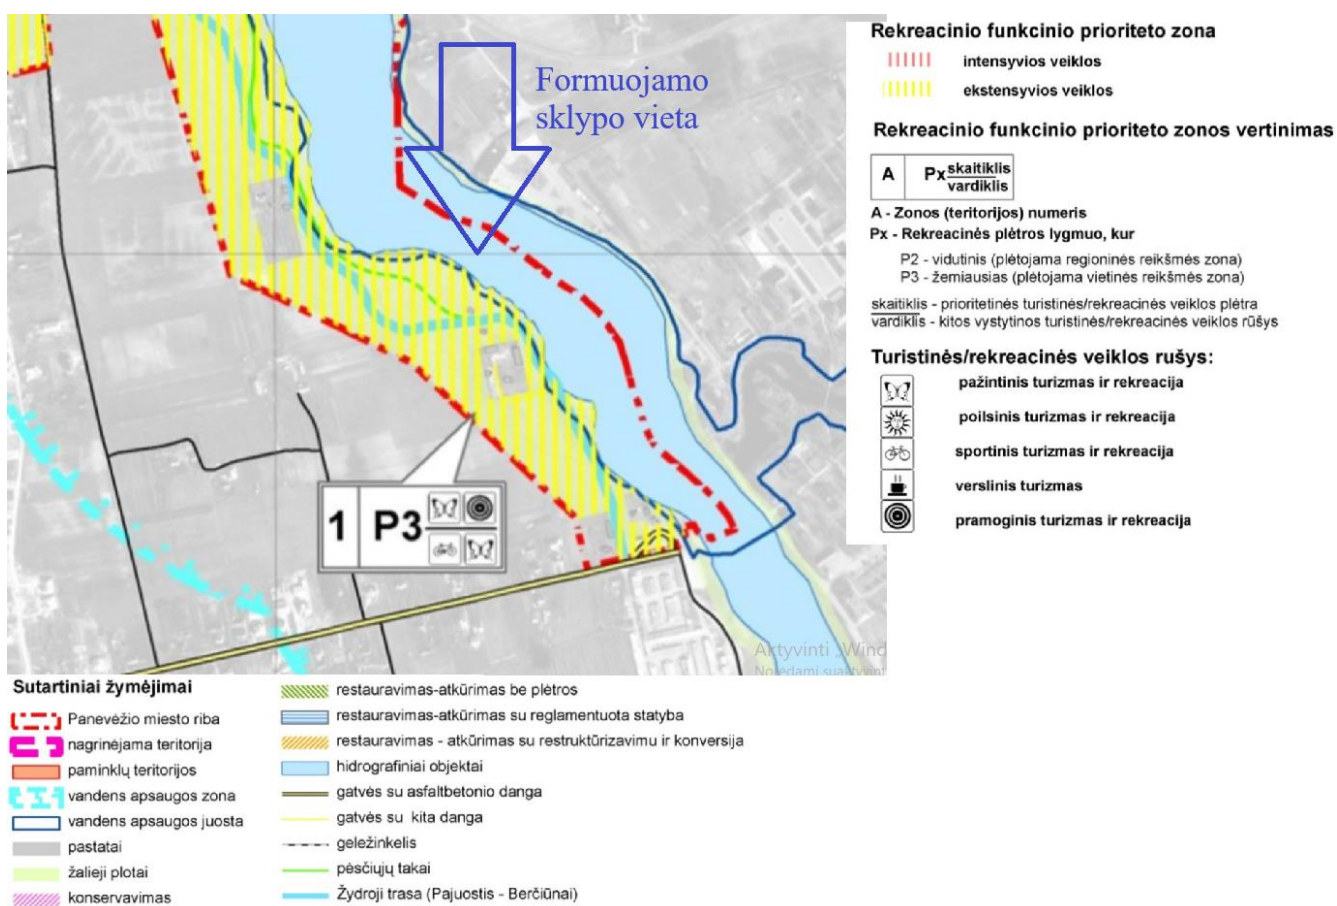 Formuojamo
sklypo vieta
1 P3
Aktyvinti „Wind
Norėdami suaktyvint
Rekreacinio funkcinio prioriteto zona
intensyvios veiklos
ekstensyvios veiklos
Rekreacinio funkcinio prioriteto zonos vertinimas
A Px skaitiklis
vardiklis
A - Zonos (teritorijos) numeris
Px - Rekreacinės plėtros lygmuo, kur
P2 - vidutinis (plėtojama regioninės reikšmės zona)
P3 - žemiausias (plėtojama vietinės reikšmės zona)
skaitiklis - prioritetinės turistinės/rekreacinės veiklos plėtra
vardiklis - kitos vystytinos turistinės/rekreacinės veiklos rūšys
Turistinės/rekreacinės veiklos rušys:
pažintinis turizmas ir rekreacija
poilsinis turizmas ir rekreacija
sportinis turizmas ir rekreacija
verslinis turizmas
pramoginis turizmas ir rekreacija
Sutartiniai žymėjimai
Panevėžio miesto riba
nagrinėjama teritorija
paminklų teritorijos
vandens apsaugos zona
vandens apsaugos juosta
pastatai
žalieji plotai
konservavimas
restauravimas-atkūrimas be plėtros
restauravimas-atkūrimas su reglamentuota statyba
restauravimas - atkūrimas su restruktūrizavimu ir konversija
hidrografiniai objektai
gatvės su asfaltbetonio danga
gatvės su kita danga
geležinkelis
pėsčiųjų takai
Žydroji trasa (Pajuostis - Berčiūnai)